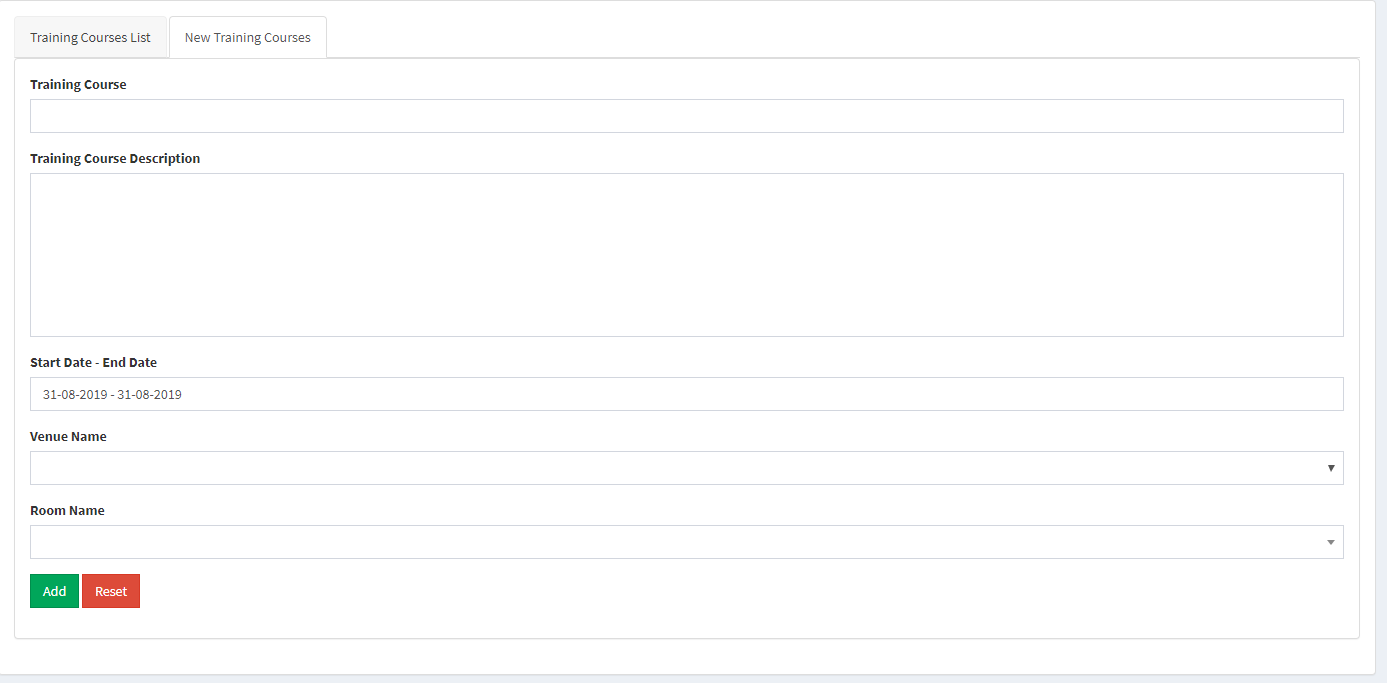 Training Courses List
New Training Courses
Training Course
Training Course Description
Start Date - End Date
31-08-2019 - 31-08-2019
Venue Name
Room Name
Add
Reset